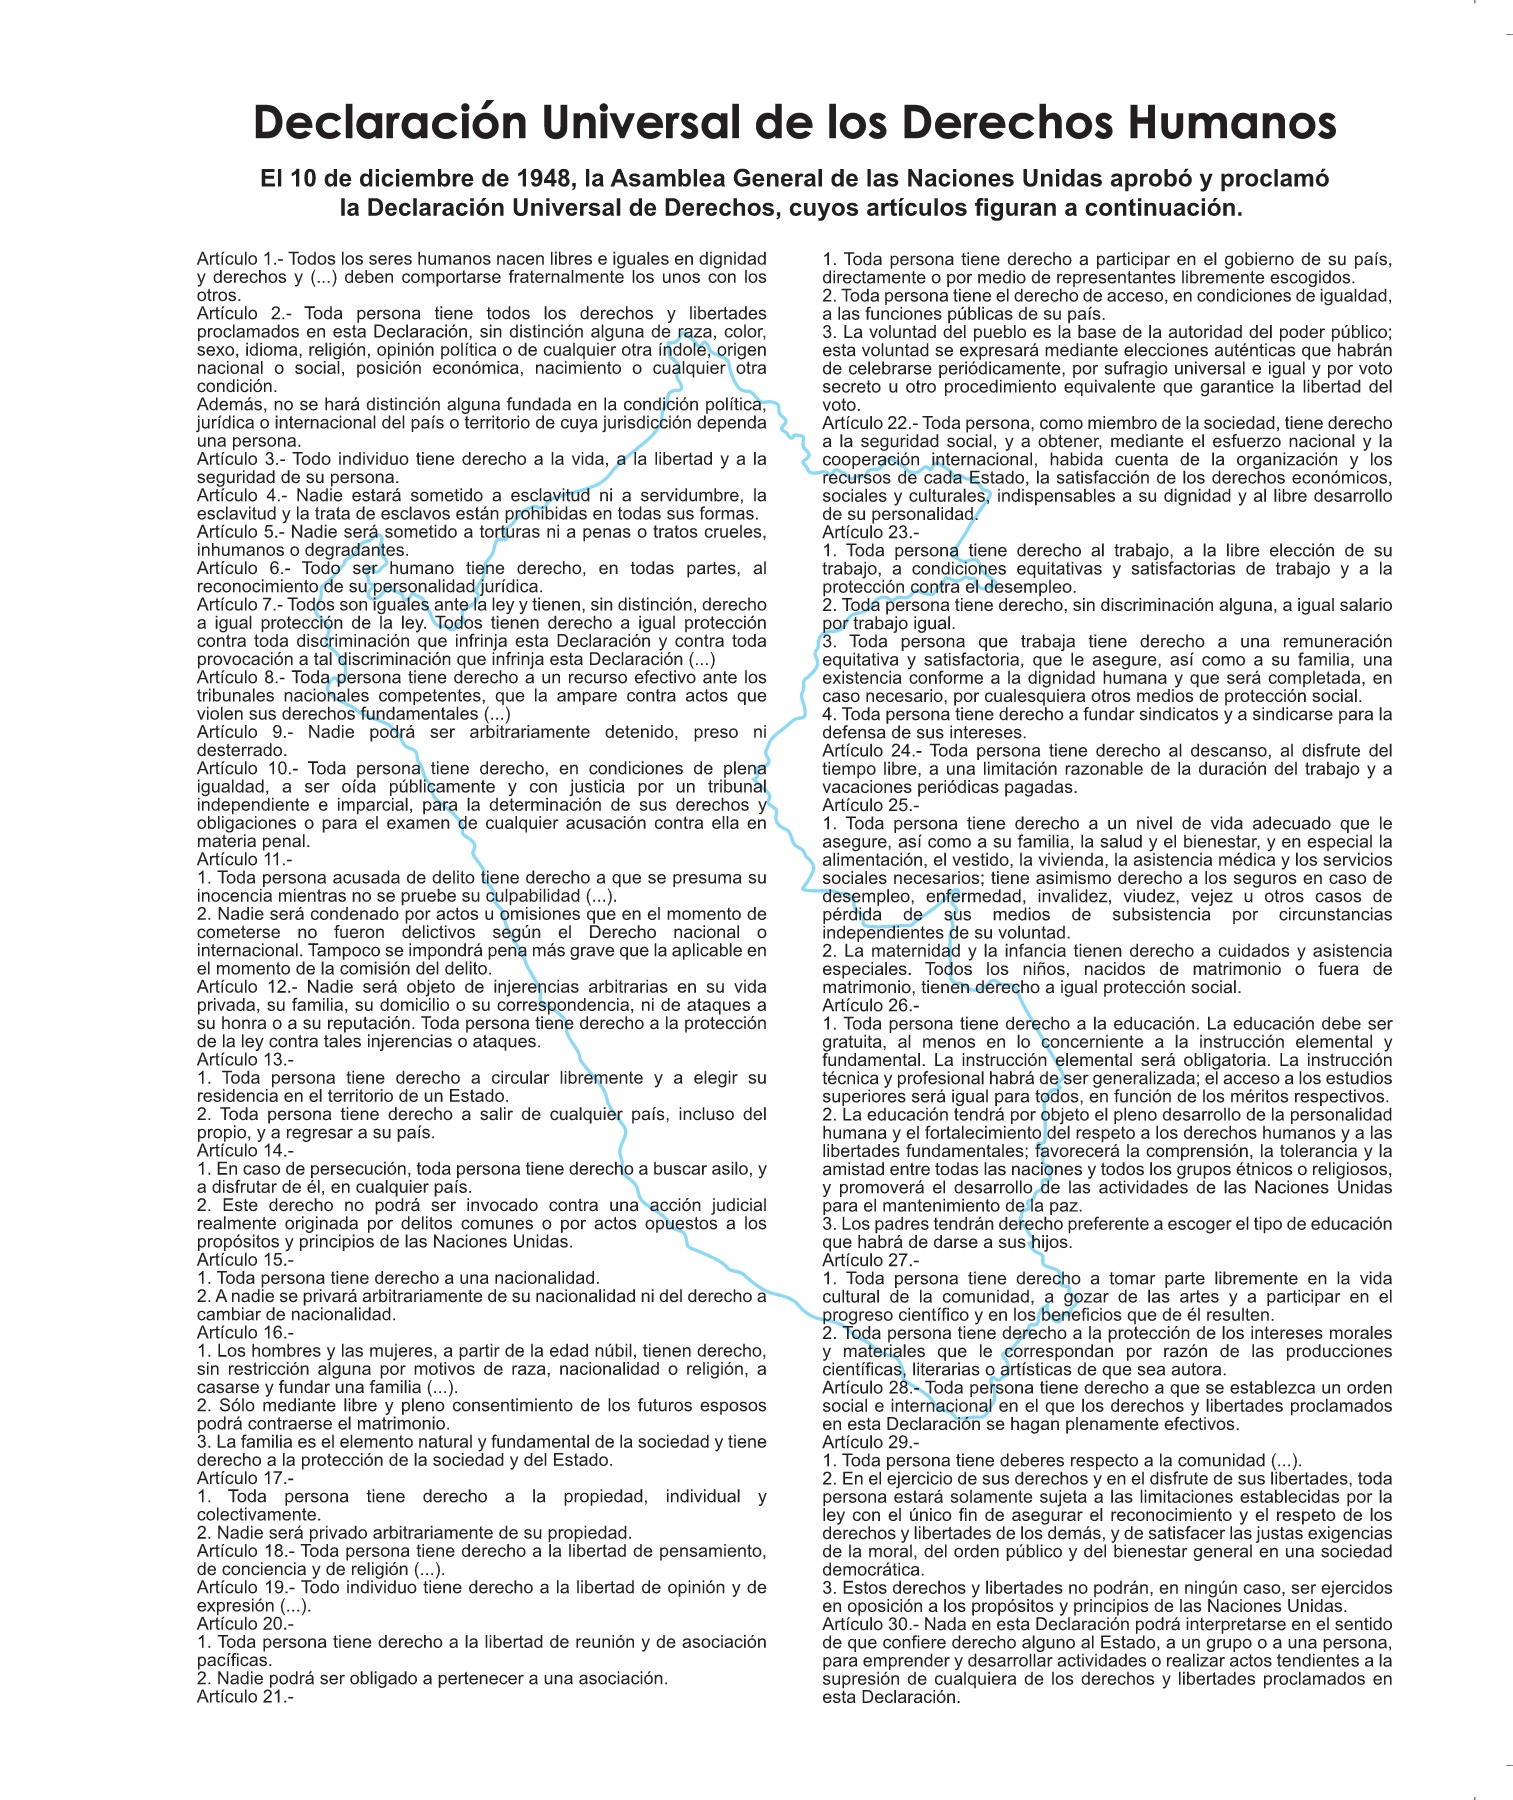 Declaración Universal de los Derechos Humanos
El 10 de diciembre de 1948, la Asamblea General de las Naciones Unidas aprobó y proclamó
la Declaración Universal de Derechos, cuyos artículos figuran a continuación.
Artículo 1.- Todos los seres humanos nacen libres e iguales en dignidad
y derechos y (...) deben comportarse fraternalmente los unos con los
otros.
Artículo 2.- Toda persona tiene todos los derechos y libertades
proclamados en esta Declaración, sin distinción alguna de raza, color,
sexo, idioma, religión, opinión política o de cualquier otra índole, origen
nacional o social, posición económica, nacimiento o cualquier otra
condición.
Además, no se hará distinción alguna fundada en la condición política,
jurídica o internacional del país o territorio de cuya jurisdicción dependa
una persona.
Artículo 3.- Todo individuo tiene derecho a la vida, a la libertad y a la
seguridad de su persona.
Artículo 4.- Nadie estará sometido a esclavitud ni a servidumbre, la
esclavitud y la trata de esclavos están prohibidas en todas sus formas.
Artículo 5.- Nadie será sometido a torturas ni a penas o tratos crueles,
inhumanos o degradantes.
Artículo 6.- Todo ser humano tiene derecho, en todas partes, al
reconocimiento de su personalidad jurídica.
Artículo 7.- Todos son iguales ante la ley y tienen, sin distinción, derecho
a igual protección de la ley. Todos tienen derecho a igual protección
contra toda discriminación que infrinja esta Declaración y contra toda
provocación a tal discriminación que infrinja esta Declaración (...)
Artículo 8.- Toda persona tiene derecho a un recurso efectivo ante los
tribunales nacionales competentes, que la ampare contra actos que
violen sus derechos fundamentales (...)
Artículo 9.- Nadie podrá ser arbitrariamente detenido, preso ni
desterrado.
Artículo 10.- Toda persona tiene derecho, en condiciones de plena
igualdad, a ser oída públicamente y con justicia por un tribunal
independiente e imparcial, para la determinación de sus derechos y
obligaciones o para el examen de cualquier acusación contra ella en
materia penal.
Artículo 11.-
1. Toda persona acusada de delito tiene derecho a que se presuma su
inocencia mientras no se pruebe su culpabilidad (...).
2. Nadie será condenado por actos u omisiones que en el momento de
cometerse no fueron delictivos según el Derecho nacional o
internacional. Tampoco se impondrá pena más grave que la aplicable en
el momento de la comisión del delito.
Artículo 12.- Nadie será objeto de injerencias arbitrarias en su vida
privada, su familia, su domicilio o su correspondencia, ni de ataques a
su honra o a su reputación. Toda persona tiene derecho a la protección
de la ley contra tales injerencias o ataques.
Artículo 13.-
1. Toda persona tiene derecho a circular libremente y a elegir su
residencia en el territorio de un Estado.
2. Toda persona tiene derecho a salir de cualquier país, incluso del
propio, y a regresar a su país.
Artículo 14.-
1. En caso de persecución, toda persona tiene derecho a buscar asilo, y
a disfrutar de él, en cualquier país.
2. Este derecho no podrá ser invocado contra una acción judicial
realmente originada por delitos comunes o por actos opuestos a los
propósitos y principios de las Naciones Unidas.
Artículo 15.-
1. Toda persona tiene derecho a una nacionalidad.
2. A nadie se privará arbitrariamente de su nacionalidad ni del derecho a
cambiar de nacionalidad.
Artículo 16.-
1. Los hombres y las mujeres, a partir de la edad núbil, tienen derecho,
sin restricción alguna por motivos de raza, nacionalidad o religión, a
casarse y fundar una familia (...).
2. Sólo mediante libre y pleno consentimiento de los futuros esposos
podrá contraerse el matrimonio.
3. La familia es el elemento natural y fundamental de la sociedad y tiene
derecho a la protección de la sociedad y del Estado.
Artículo 17.-
1. Toda persona tiene derecho a la propiedad, individual y
colectivamente.
2. Nadie será privado arbitrariamente de su propiedad.
Artículo 18.- Toda persona tiene derecho a la libertad de pensamiento,
de conciencia y de religión (...).
Artículo 19.- Todo individuo tiene derecho a la libertad de opinión y de
expresión (...).
Artículo 20.-
1. Toda persona tiene derecho a la libertad de reunión y de asociación
pacíficas.
2. Nadie podrá ser obligado a pertenecer a una asociación.
Artículo 21.-
1. Toda persona tiene derecho a participar en el gobierno de su país,
directamente o por medio de representantes libremente escogidos.
2. Toda persona tiene el derecho de acceso, en condiciones de igualdad,
a las funciones públicas de su país.
3. La voluntad del pueblo es la base de la autoridad del poder público;
esta voluntad se expresará mediante elecciones auténticas que habrán
de celebrarse periódicamente, por sufragio universal e igual y por voto
secreto u otro procedimiento equivalente que garantice la libertad del
voto.
Artículo 22.- Toda persona, como miembro de la sociedad, tiene derecho
a la seguridad social, y a obtener, mediante el esfuerzo nacional y la
cooperación internacional, habida cuenta de la organización y los
recursos de cada Estado, la satisfacción de los derechos económicos,
sociales y culturales, indispensables a su dignidad y al libre desarrollo
de su personalidad.
Artículo 23.-
1. Toda persona tiene derecho al trabajo, a la libre elección de su
trabajo, a condiciones equitativas y satisfactorias de trabajo y a la
protección contra el desempleo.
2. Toda persona tiene derecho, sin discriminación alguna, a igual salario
por trabajo igual.
3. Toda persona que trabaja tiene derecho a una remuneración
equitativa y satisfactoria, que le asegure, así como a su familia, una
existencia conforme a la dignidad humana y que será completada, en
caso necesario, por cualesquiera otros medios de protección social.
4. Toda persona tiene derecho a fundar sindicatos y a sindicarse para la
defensa de sus intereses.
Artículo 24.- Toda persona tiene derecho al descanso, al disfrute del
tiempo libre, a una limitación razonable de la duración del trabajo y a
vacaciones periódicas pagadas.
Artículo 25.-
1. Toda persona tiene derecho a un nivel de vida adecuado que le
asegure, así como a su familia, la salud y el bienestar, y en especial la
alimentación, el vestido, la vivienda, la asistencia médica y los servicios
sociales necesarios; tiene asimismo derecho a los seguros en caso de
desempleo, enfermedad, invalidez, viudez, vejez u otros casos de
pérdida de sus medios de subsistencia por circunstancias
independientes de su voluntad.
2. La maternidad y la infancia tienen derecho a cuidados y asistencia
especiales. Todos los niños, nacidos de matrimonio o fuera de
matrimonio, tienen derecho a igual protección social.
Artículo 26.-
1. Toda persona tiene derecho a la educación. La educación debe ser
gratuita, al menos en lo concerniente a la instrucción elemental y
fundamental. La instrucción elemental será obligatoria. La instrucción
técnica y profesional habrá de ser generalizada; el acceso a los estudios
superiores será igual para todos, en función de los méritos respectivos.
2. La educación tendrá por objeto el pleno desarrollo de la personalidad
humana y el fortalecimiento del respeto a los derechos humanos y a las
libertades fundamentales; favorecerá la comprensión, la tolerancia y la
amistad entre todas las naciones y todos los grupos étnicos o religiosos,
y promoverá el desarrollo de las actividades de las Naciones Unidas
para el mantenimiento de la paz.
3. Los padres tendrán derecho preferente a escoger el tipo de educación
que habrá de darse a sus hijos.
Artículo 27.-
1. Toda persona tiene derecho a tomar parte libremente en la vida
cultural de la comunidad, a gozar de las artes y a participar en el
progreso científico y en los beneficios que de él resulten.
2. Toda persona tiene derecho a la protección de los intereses morales
y materiales que le correspondan por razón de las producciones
científicas, literarias o artísticas de que sea autora.
Artículo 28.- Toda persona tiene derecho a que se establezca un orden
social e internacional en el que los derechos y libertades proclamados
en esta Declaración se hagan plenamente efectivos.
Artículo 29.-
1. Toda persona tiene deberes respecto a la comunidad (...).
2. En el ejercicio de sus derechos y en el disfrute de sus libertades, toda
persona estará solamente sujeta a las limitaciones establecidas por la
ley con el único fin de asegurar el reconocimiento y el respeto de los
derechos y libertades de los demás, y de satisfacer las justas exigencias
de la moral, del orden público y del bienestar general en una sociedad
democrática.
3. Estos derechos y libertades no podrán, en ningún caso, ser ejercidos
en oposición a los propósitos y principios de las Naciones Unidas.
Artículo 30.- Nada en esta Declaración podrá interpretarse en el sentido
de que confiere derecho alguno al Estado, a un grupo o a una persona,
para emprender y desarrollar actividades o realizar actos tendientes a la
supresión de cualquiera de los derechos y libertades proclamados en
esta Declaración.